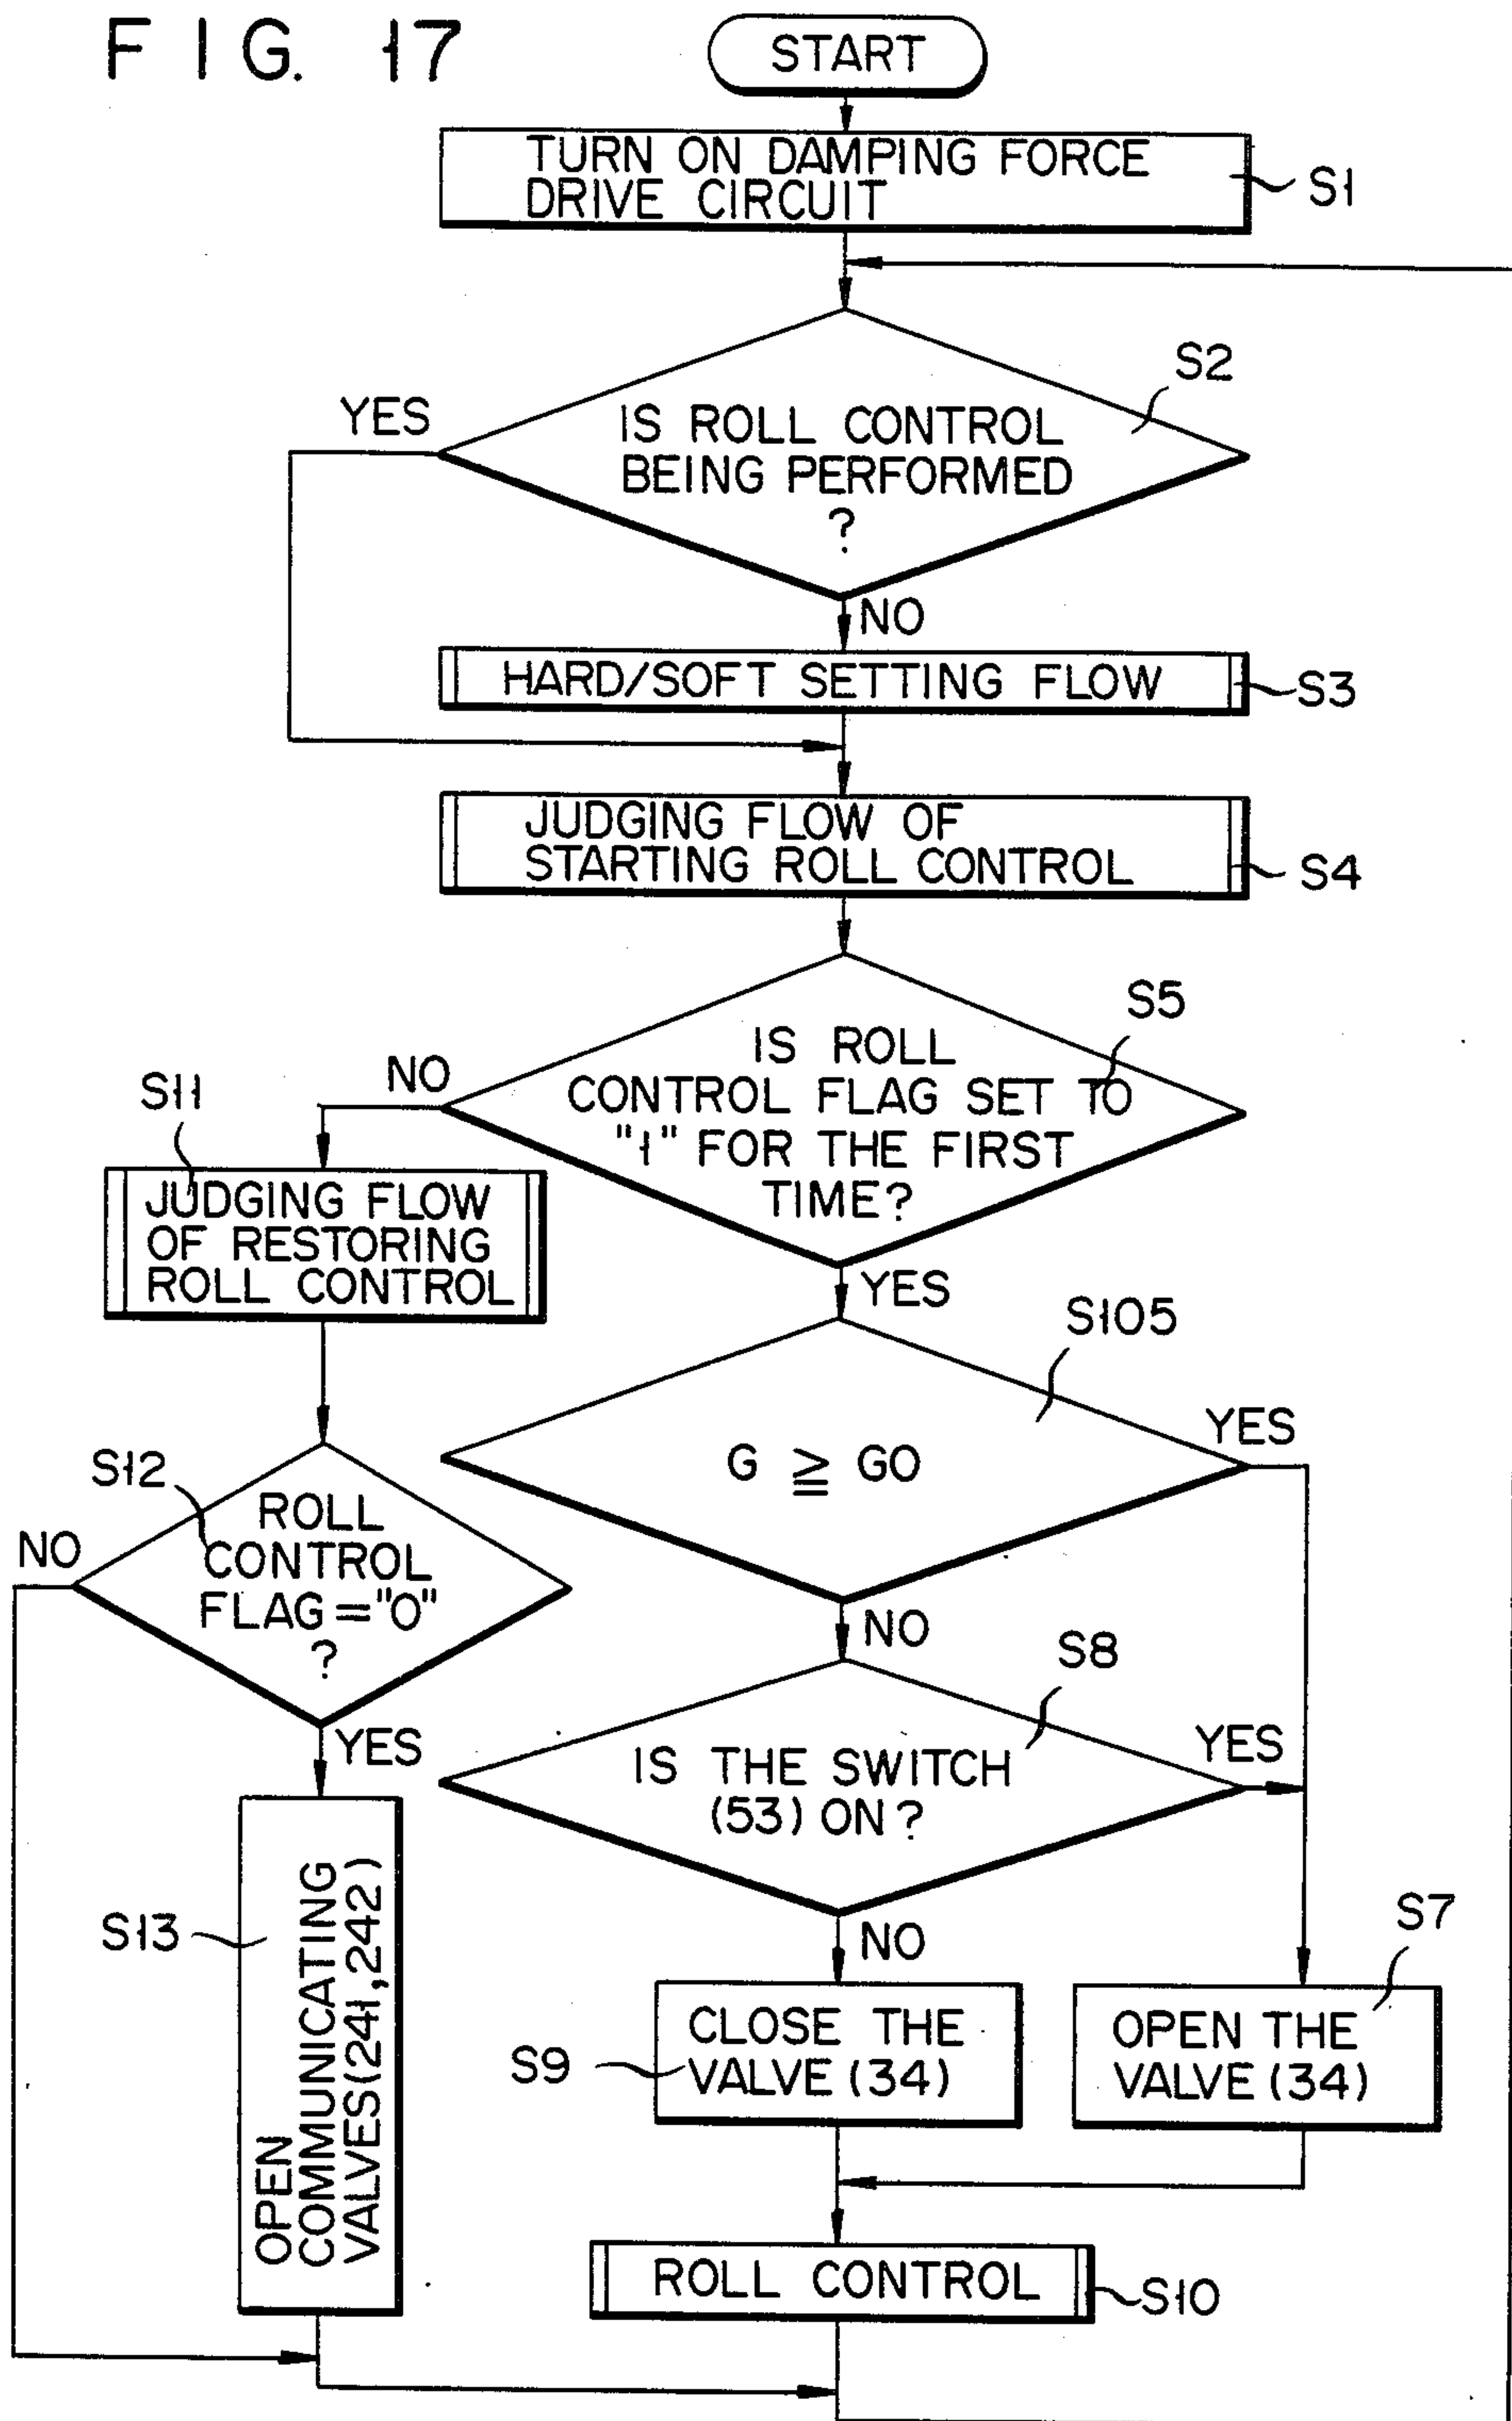 FIG. 17
START
TURN ON DAMPING FORCE
DRIVE CIRCUIT
S1
S2
YES
IS ROLL CONTROL
BEING PERFORMED
?
NO
HARD/SOFT SETTING FLOW
S3
JUDGING FLOW OF
STARTING ROLL CONTROL
S4
S5
IS ROLL
CONTROL FLAG SET TO
"1" FOR THE FIRST
TIME?
NO
S11
JUDGING FLOW
OF RESTORING
ROLL CONTROL
YES
S105
G ≧ GO
YES
S12
ROLL
CONTROL
FLAG="0"
?
NO
NO
S8
YES
IS THE SWITCH
(53) ON?
YES
S13
OPEN
COMMUNICATING
VALVES(241,242)
NO
S7
CLOSE THE
VALVE (34)
S9
OPEN THE
VALVE (34)
ROLL CONTROL
S10